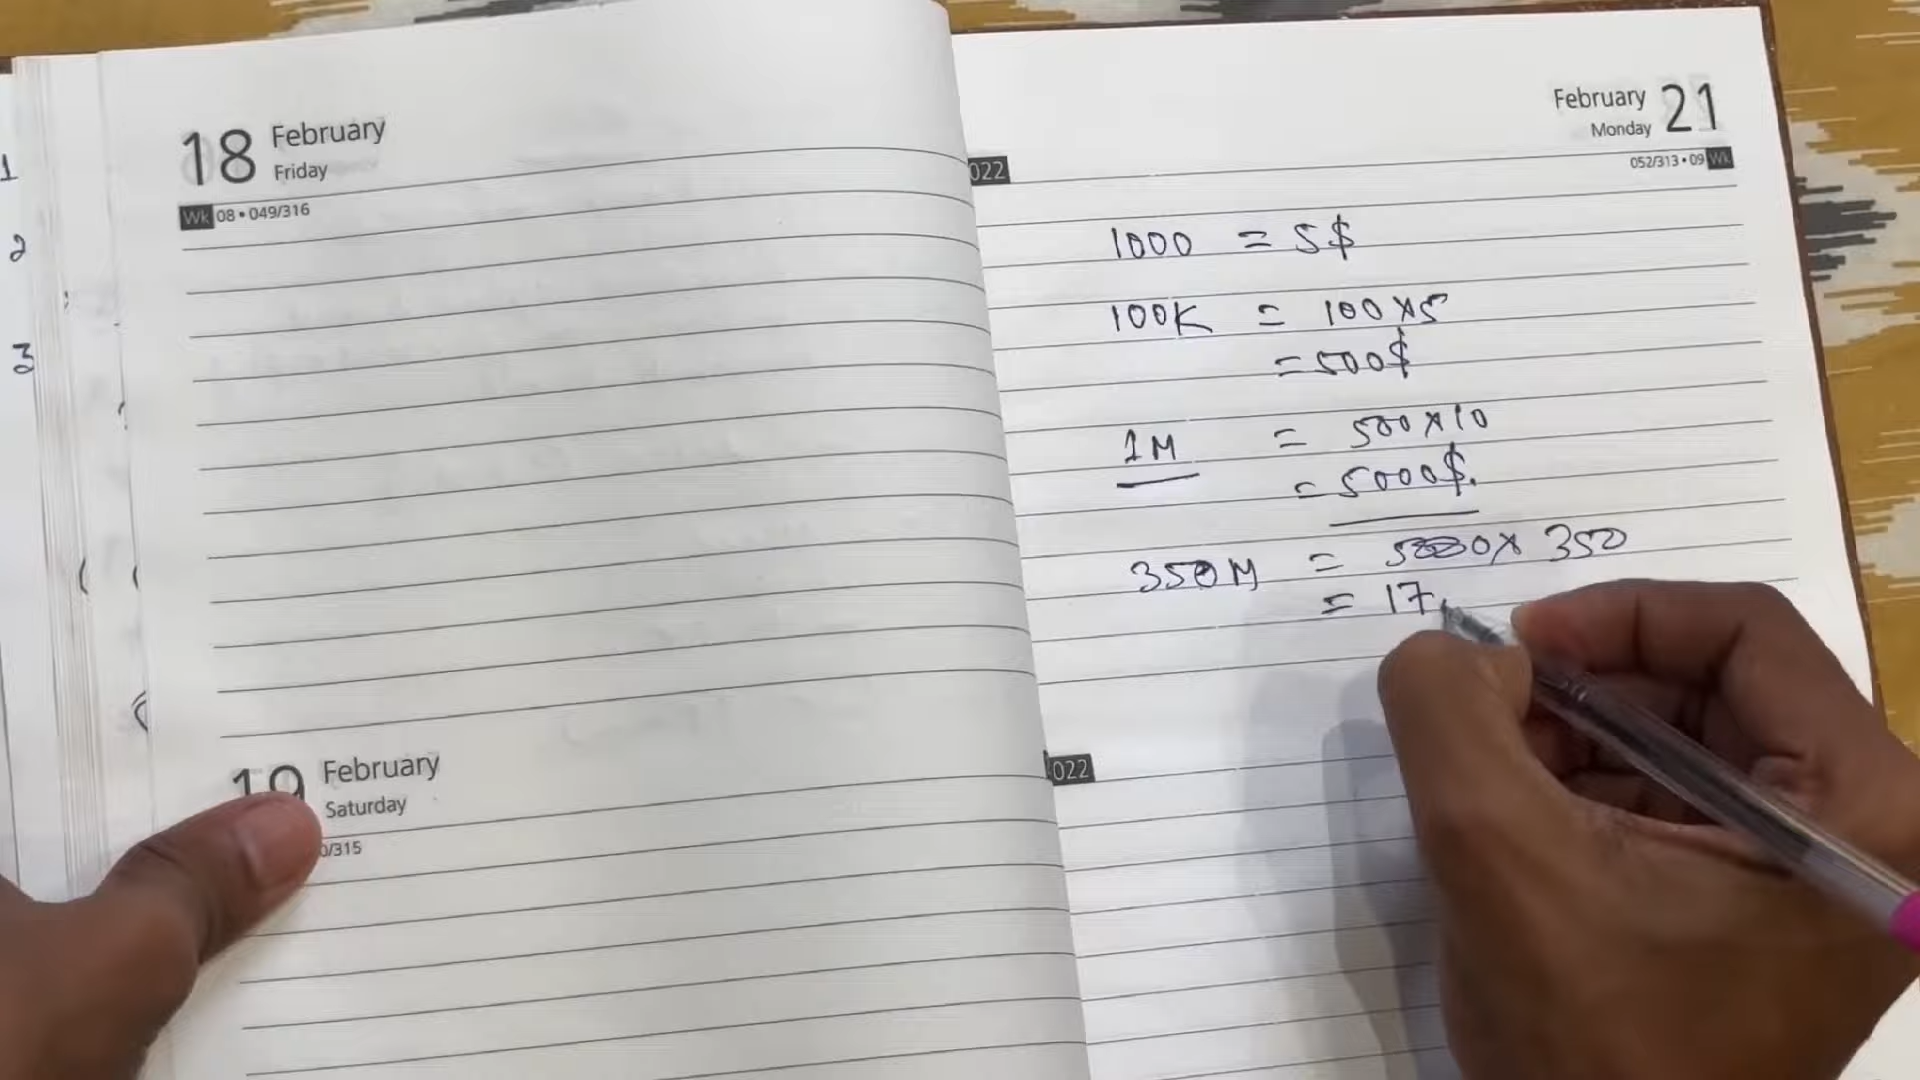 1
2
3
18 February
Friday
Wk 08 • 049/316
19 February
Saturday
0/315
February 21
Monday
052/313 • 09 Wk
022
1000 = 5$
100K = 100 x 5
= 500$
1M = 500 x 10
= 5000$.
350M = 5000 x 350
= 17
022